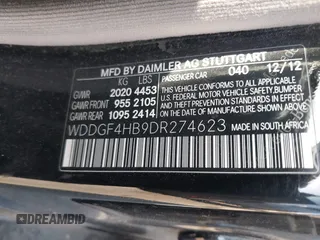 MFD BY DAIMLER AG STUTTGART
KG LBS PASSENGER CAR 040 12/12
GVWR 2020 4453
GAWR FRONT 955 2105
GAWR REAR 1095 2414
THIS VEHICLE CONFORMS TO ALL
APPLICABLE U.S. FEDERAL
MOTOR VEHICLE SAFETY, BUMPER
AND THEFT PREVENTION
STANDARDS IN EFFECT ON THE
DATE OF MANUFACTURE
SHOWN ABOVE.
WDDGF4HB9DR274623
MADE IN SOUTH AFRICA
© DREAMBID